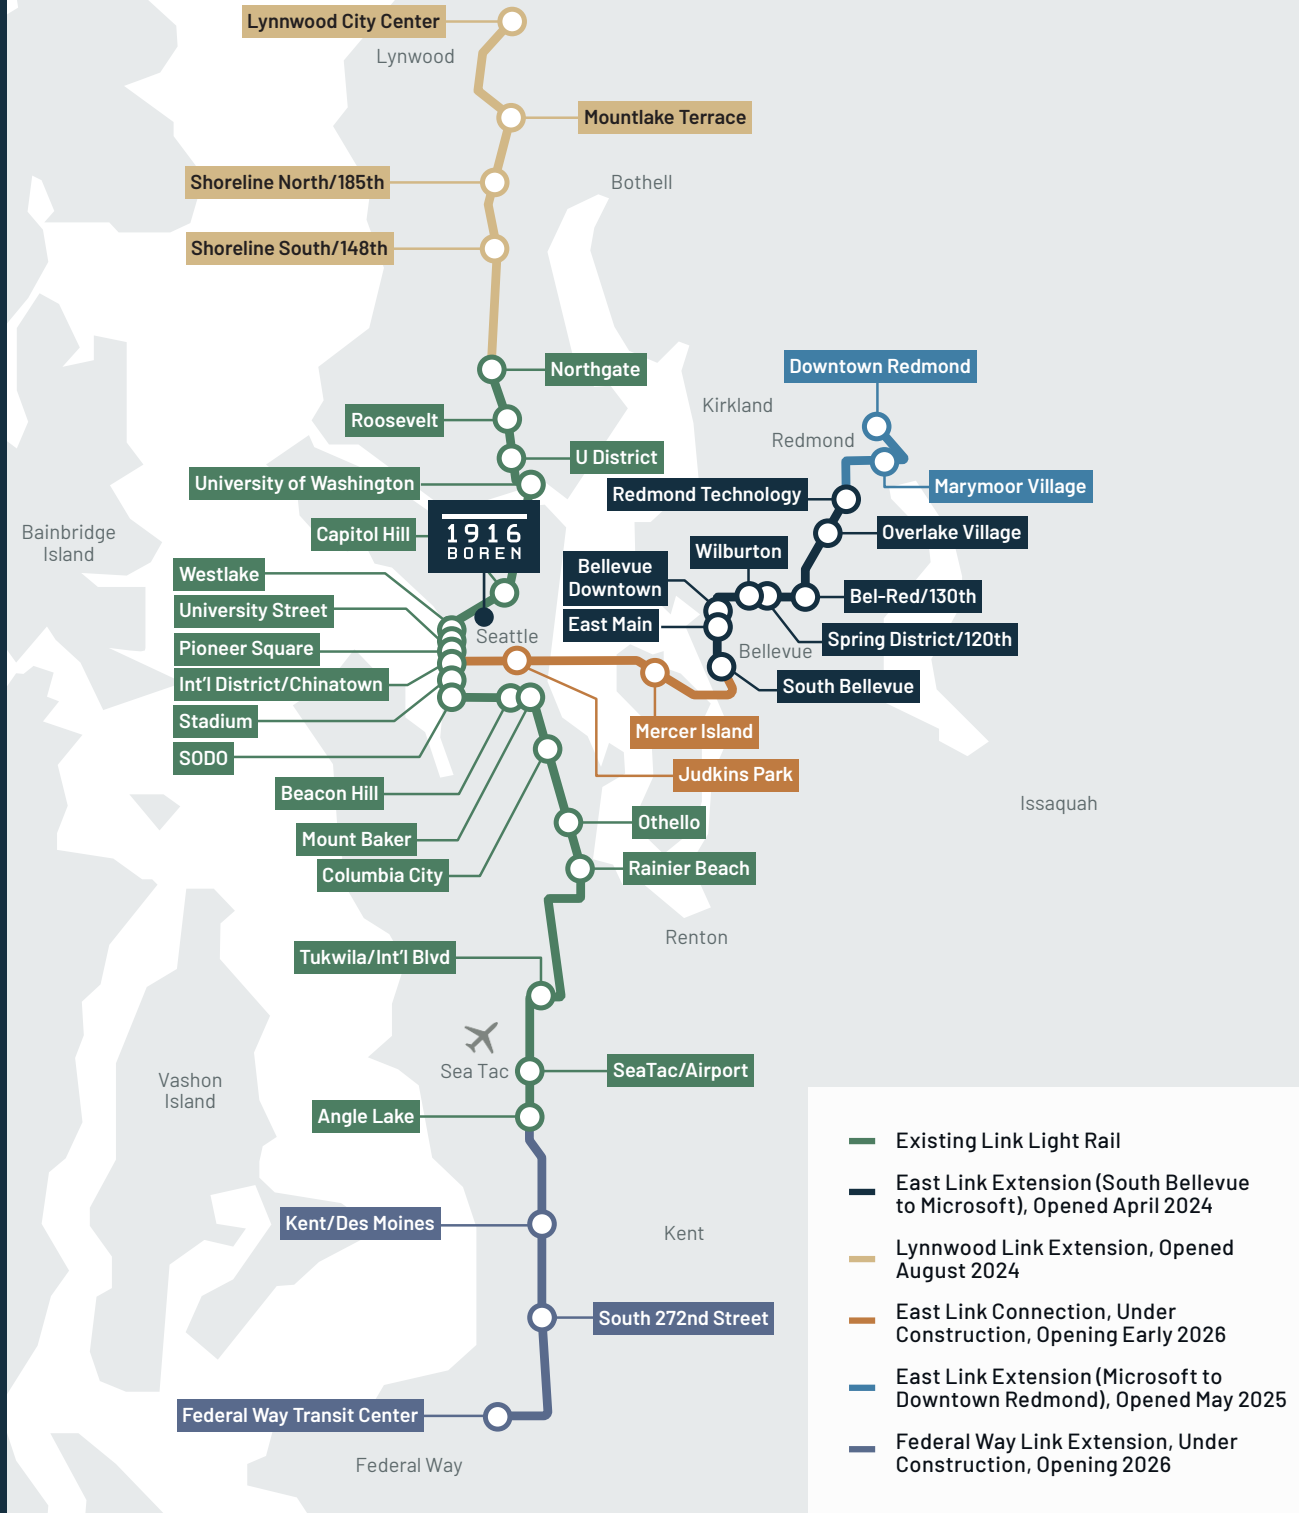 Lynnwood City Center
Lynwood
Mountlake Terrace
Shoreline North/185th
Bothell
Shoreline South/148th
Northgate
Downtown Redmond
Kirkland
Roosevelt
Redmond
U District
University of Washington
Marymoor Village
Redmond Technology
Capitol Hill
1916
BOREN
Overlake Village
Bainbridge
Island
Wilburton
Westlake
Bellevue
Downtown
University Street
Bel-Red/130th
East Main
Seattle
Spring District/120th
Pioneer Square
Bellevue
Int'l District/Chinatown
South Bellevue
Stadium
Mercer Island
SODO
Judkins Park
Beacon Hill
Issaquah
Othello
Mount Baker
Rainier Beach
Columbia City
Renton
Tukwila/Int'l Blvd
Sea Tac
SeaTac/Airport
Vashon
Island
Angle Lake
Kent/Des Moines
Kent
South 272nd Street
Federal Way Transit Center
Federal Way
Existing Link Light Rail
East Link Extension (South Bellevue
to Microsoft), Opened April 2024
Lynnwood Link Extension, Opened
August 2024
East Link Connection, Under
Construction, Opening Early 2026
East Link Extension (Microsoft to
Downtown Redmond), Opened May 2025
Federal Way Link Extension, Under
Construction, Opening 2026